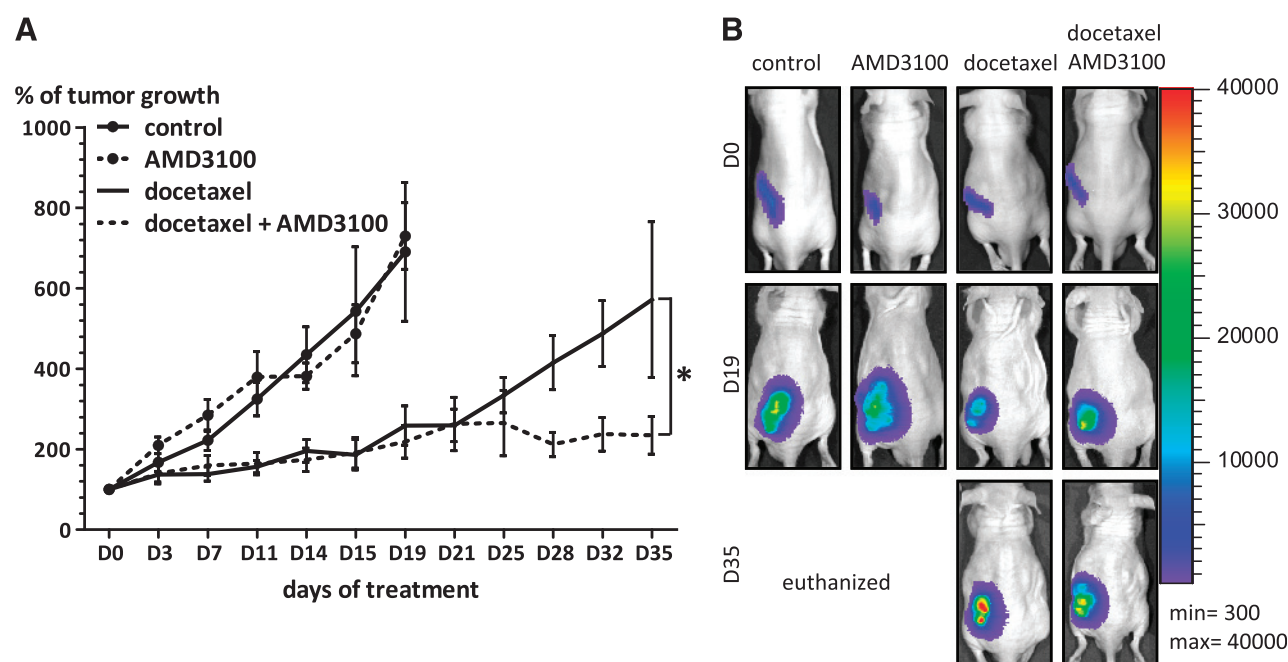 A
% of tumor growth
1000
800
600
400
200
0
control
AMD3100
docetaxel
docetaxel + AMD3100
*
D0 D3 D7 D11 D14 D15 D19 D21 D25 D28 D32 D35
days of treatment
B
control AMD3100 docetaxel docetaxel
AMD3100
D0
D19
D35
euthanized
40000
30000
20000
10000
min= 300
max= 40000